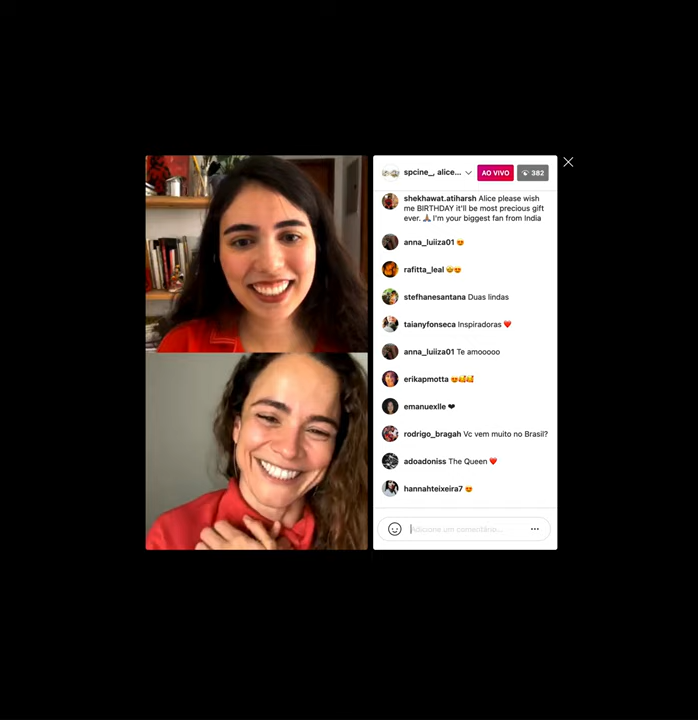 spcine_, alice...
AO VIVO
382
shekhawat.atiharsh Alice please wish
me BIRTHDAY it'll be most precious gift
ever. 🙏🏽 I'm your biggest fan from India
anna_luiiza01 😍
rafitta_leal 🤩😍
stefhanesantana Duas lindas
taianyfonseca Inspiradoras ❤️
anna_luiiza01 Te amooooo
erikapmotta 😍🥰🥰
emanuexlle ❤
rodrigo_bragah Vc vem muito no Brasil?
adoadoniss The Queen ❤️
hannahteixeira7 😍
Adicione um comentário...